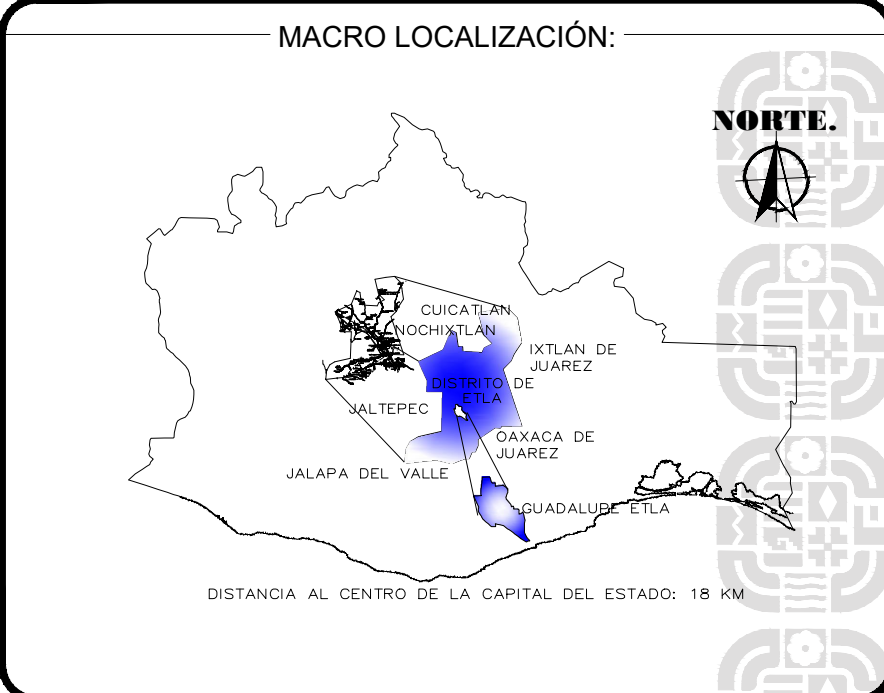 MACRO LOCALIZACIÓN:
NORTE.
CUICATLAN
NOCHIXTLAN
IXTLAN DE
JUAREZ
DISTRITO DE
ETLA
JALTEPEC
OAXACA DE
JUAREZ
JALAPA DEL VALLE
GUADALUPE ETLA
DISTANCIA AL CENTRO DE LA CAPITAL DEL ESTADO: 18 KM